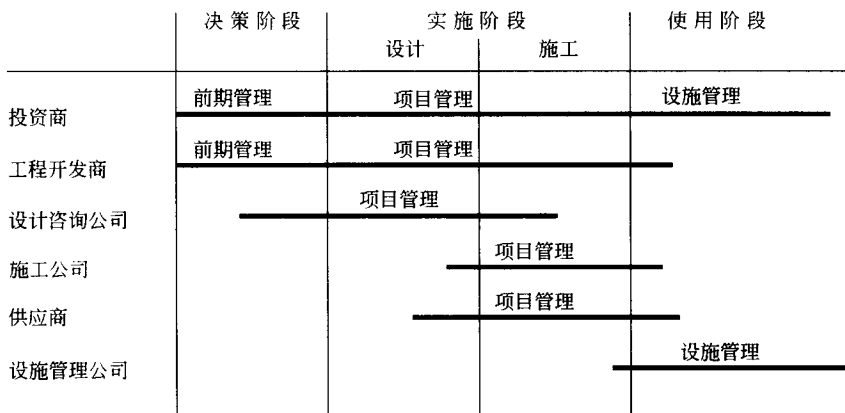 决策阶段 实施阶段 使用阶段
设计 施工
投资商 前期管理 项目管理 设施管理
工程开发商 前期管理 项目管理
设计咨询公司 项目管理
施工公司 项目管理
供应商 项目管理
设施管理公司 设施管理